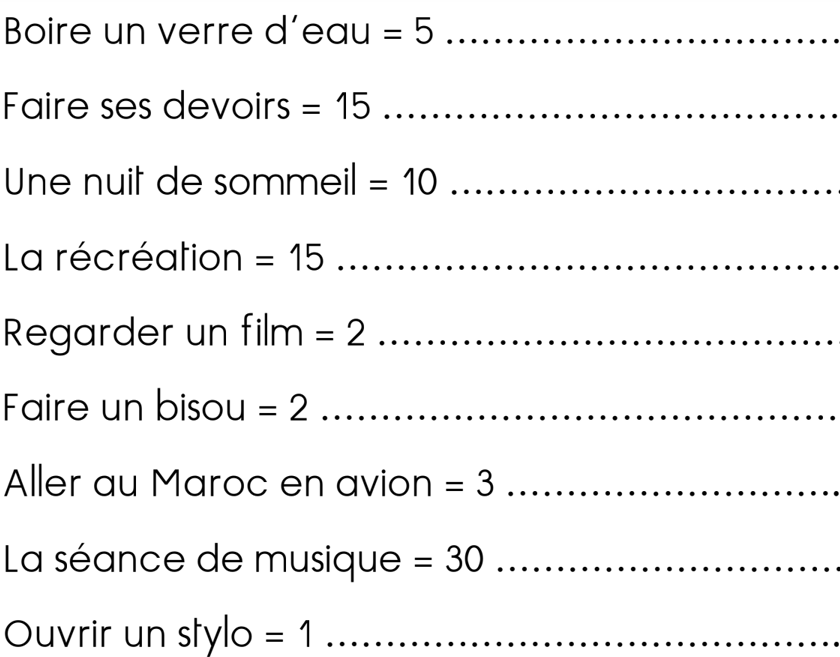 Boire un verre d’eau = 5 .................................
Faire ses devoirs = 15 ......................................
Une nuit de sommeil = 10 .................................
La récréation = 15 ..........................................
Regarder un film = 2 .......................................
Faire un bisou = 2 ...........................................
Aller au Maroc en avion = 3 ............................
La séance de musique = 30 .............................
Ouvrir un stylo = 1 ...........................................